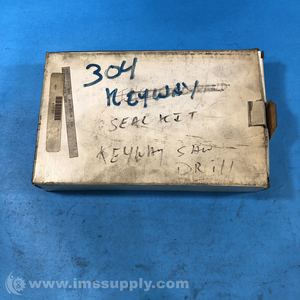 304
KEYWAY
SEAL KIT
KEYWAY SAW
DRill
www.imssupply.com